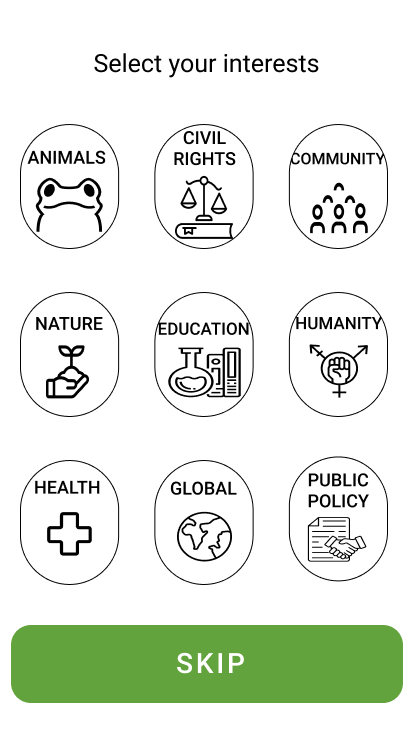 Select your interests
ANIMALS
CIVIL
RIGHTS
COMMUNITY
NATURE
EDUCATION
HUMANITY
HEALTH
GLOBAL
PUBLIC
POLICY
SKIP